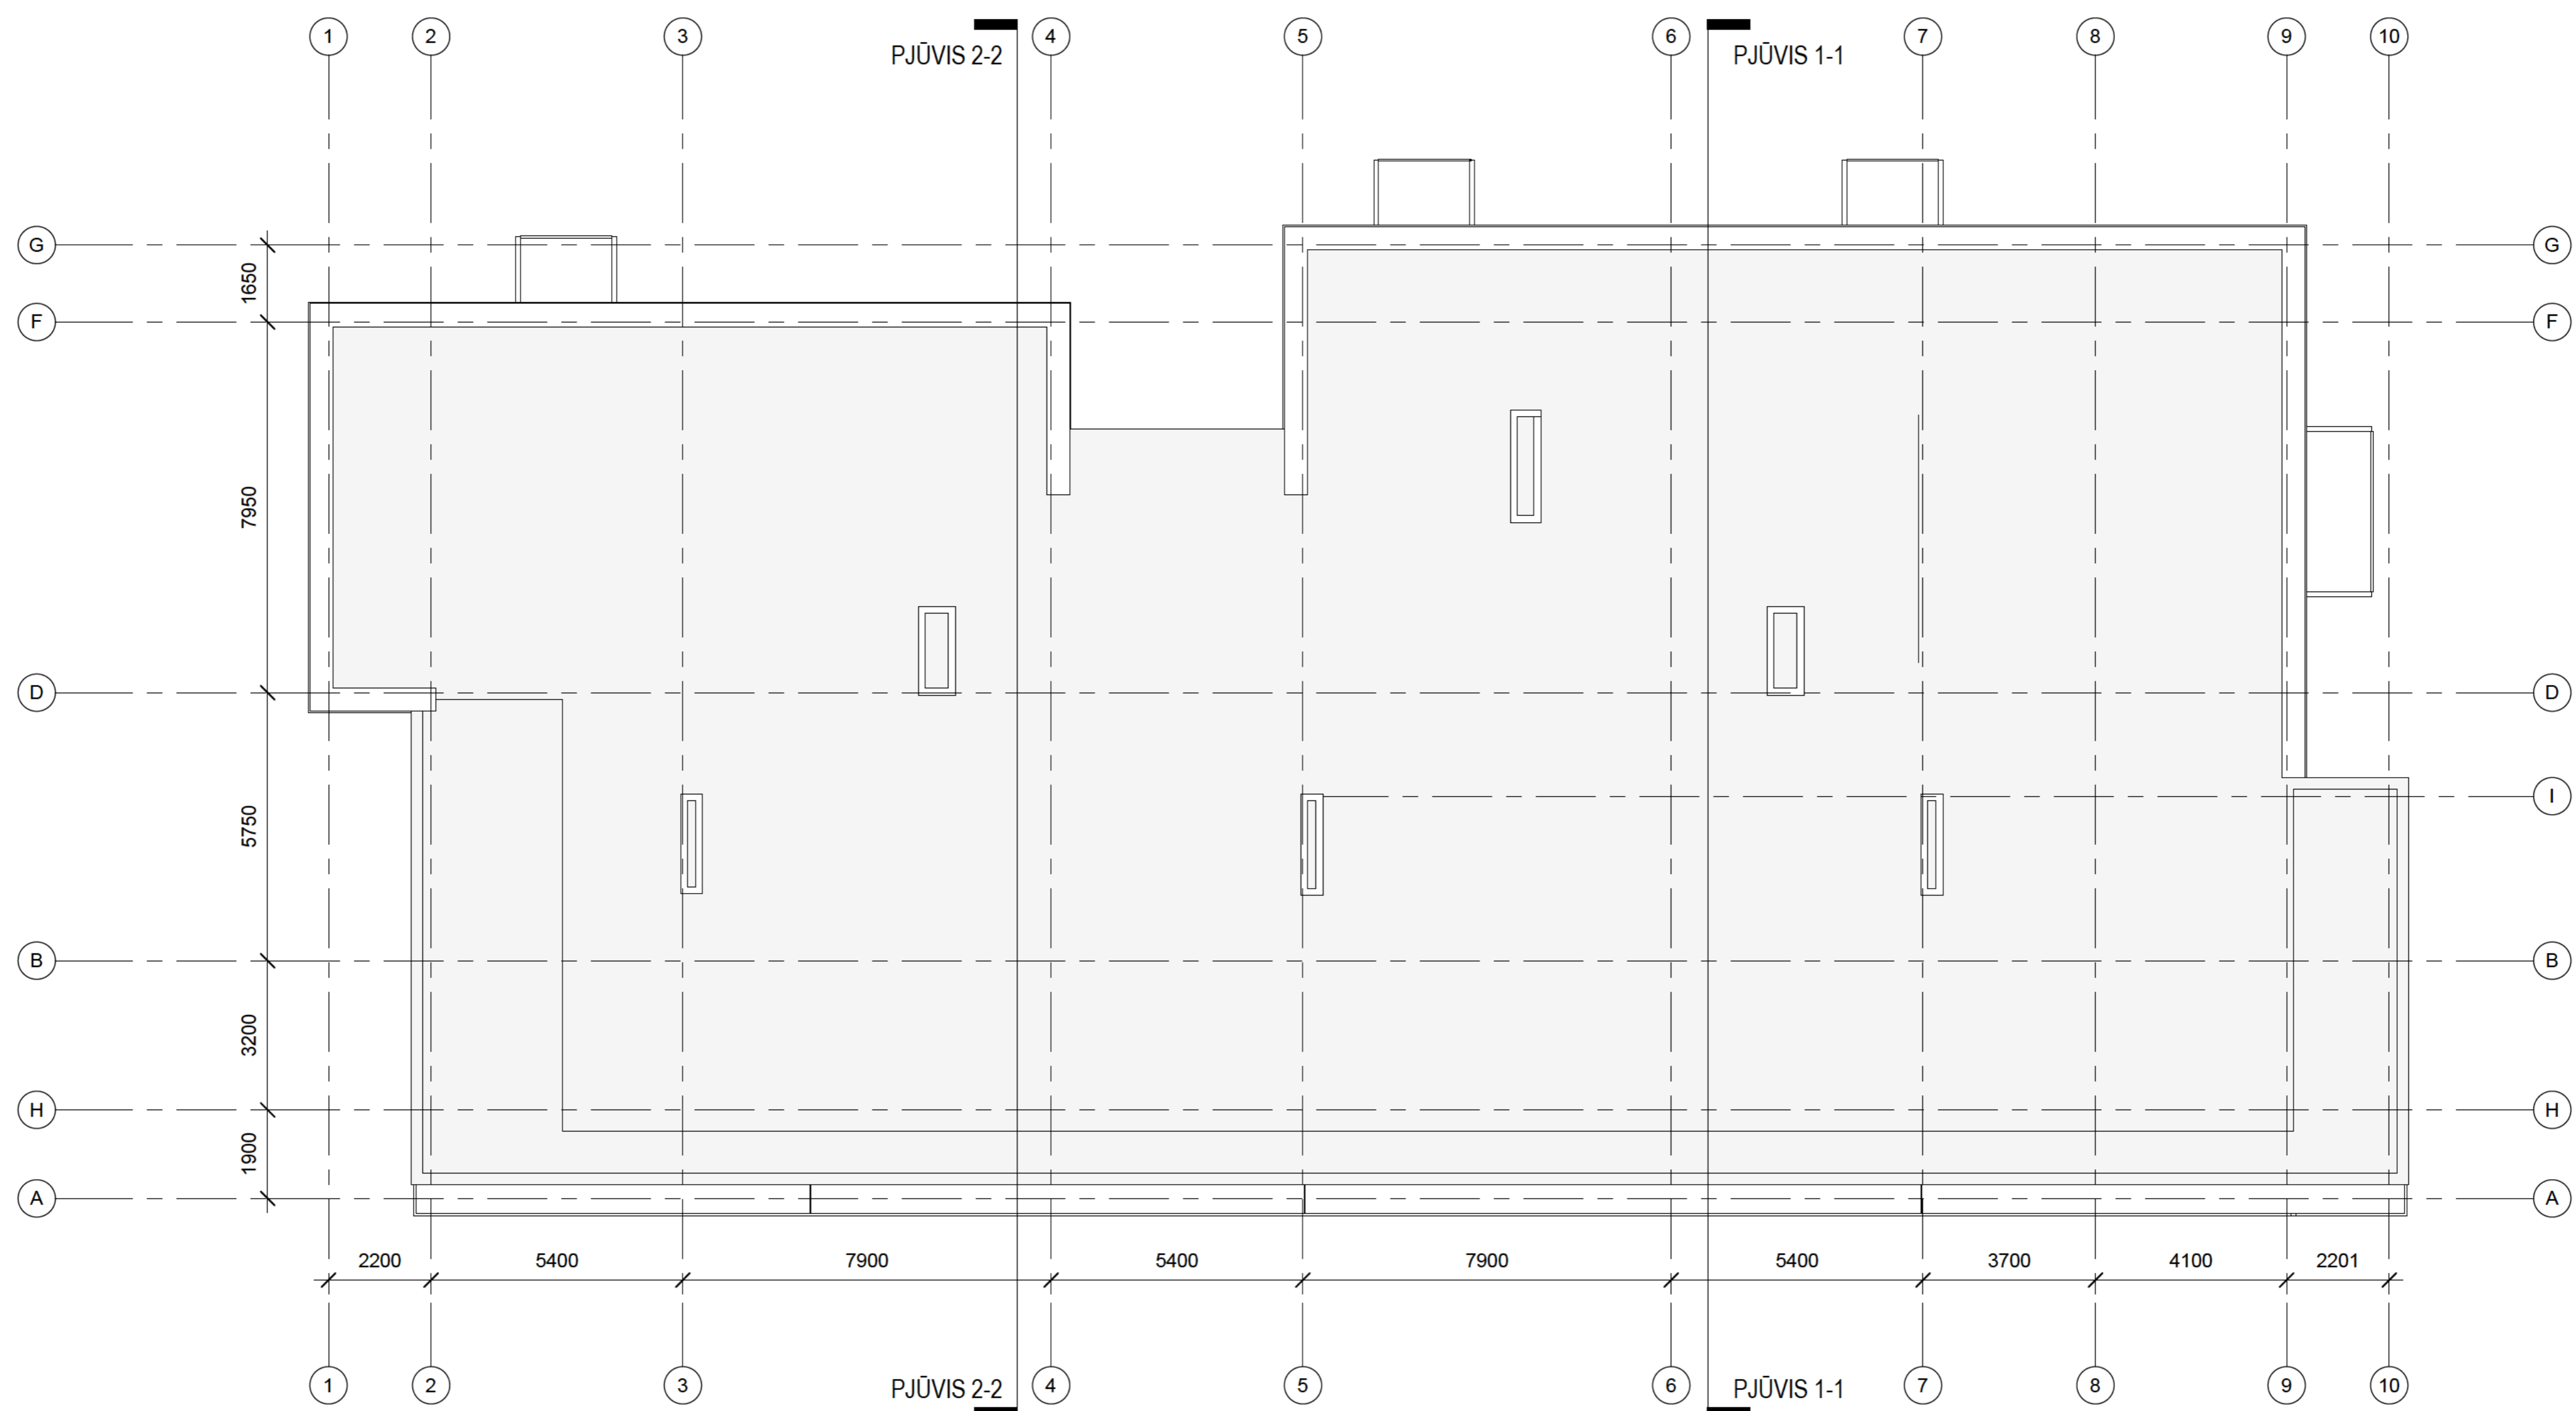 1 2 3 4 5 6 7 8 9 10
PJŪVIS 2-2 PJŪVIS 1-1
G G
1650
F F
7950
D D
I
5750
B B
3200
H H
1900
A A
2200 5400 7900 5400 7900 5400 3700 4100 2201
1 2 3 4 5 6 7 8 9 10
PJŪVIS 2-2 PJŪVIS 1-1